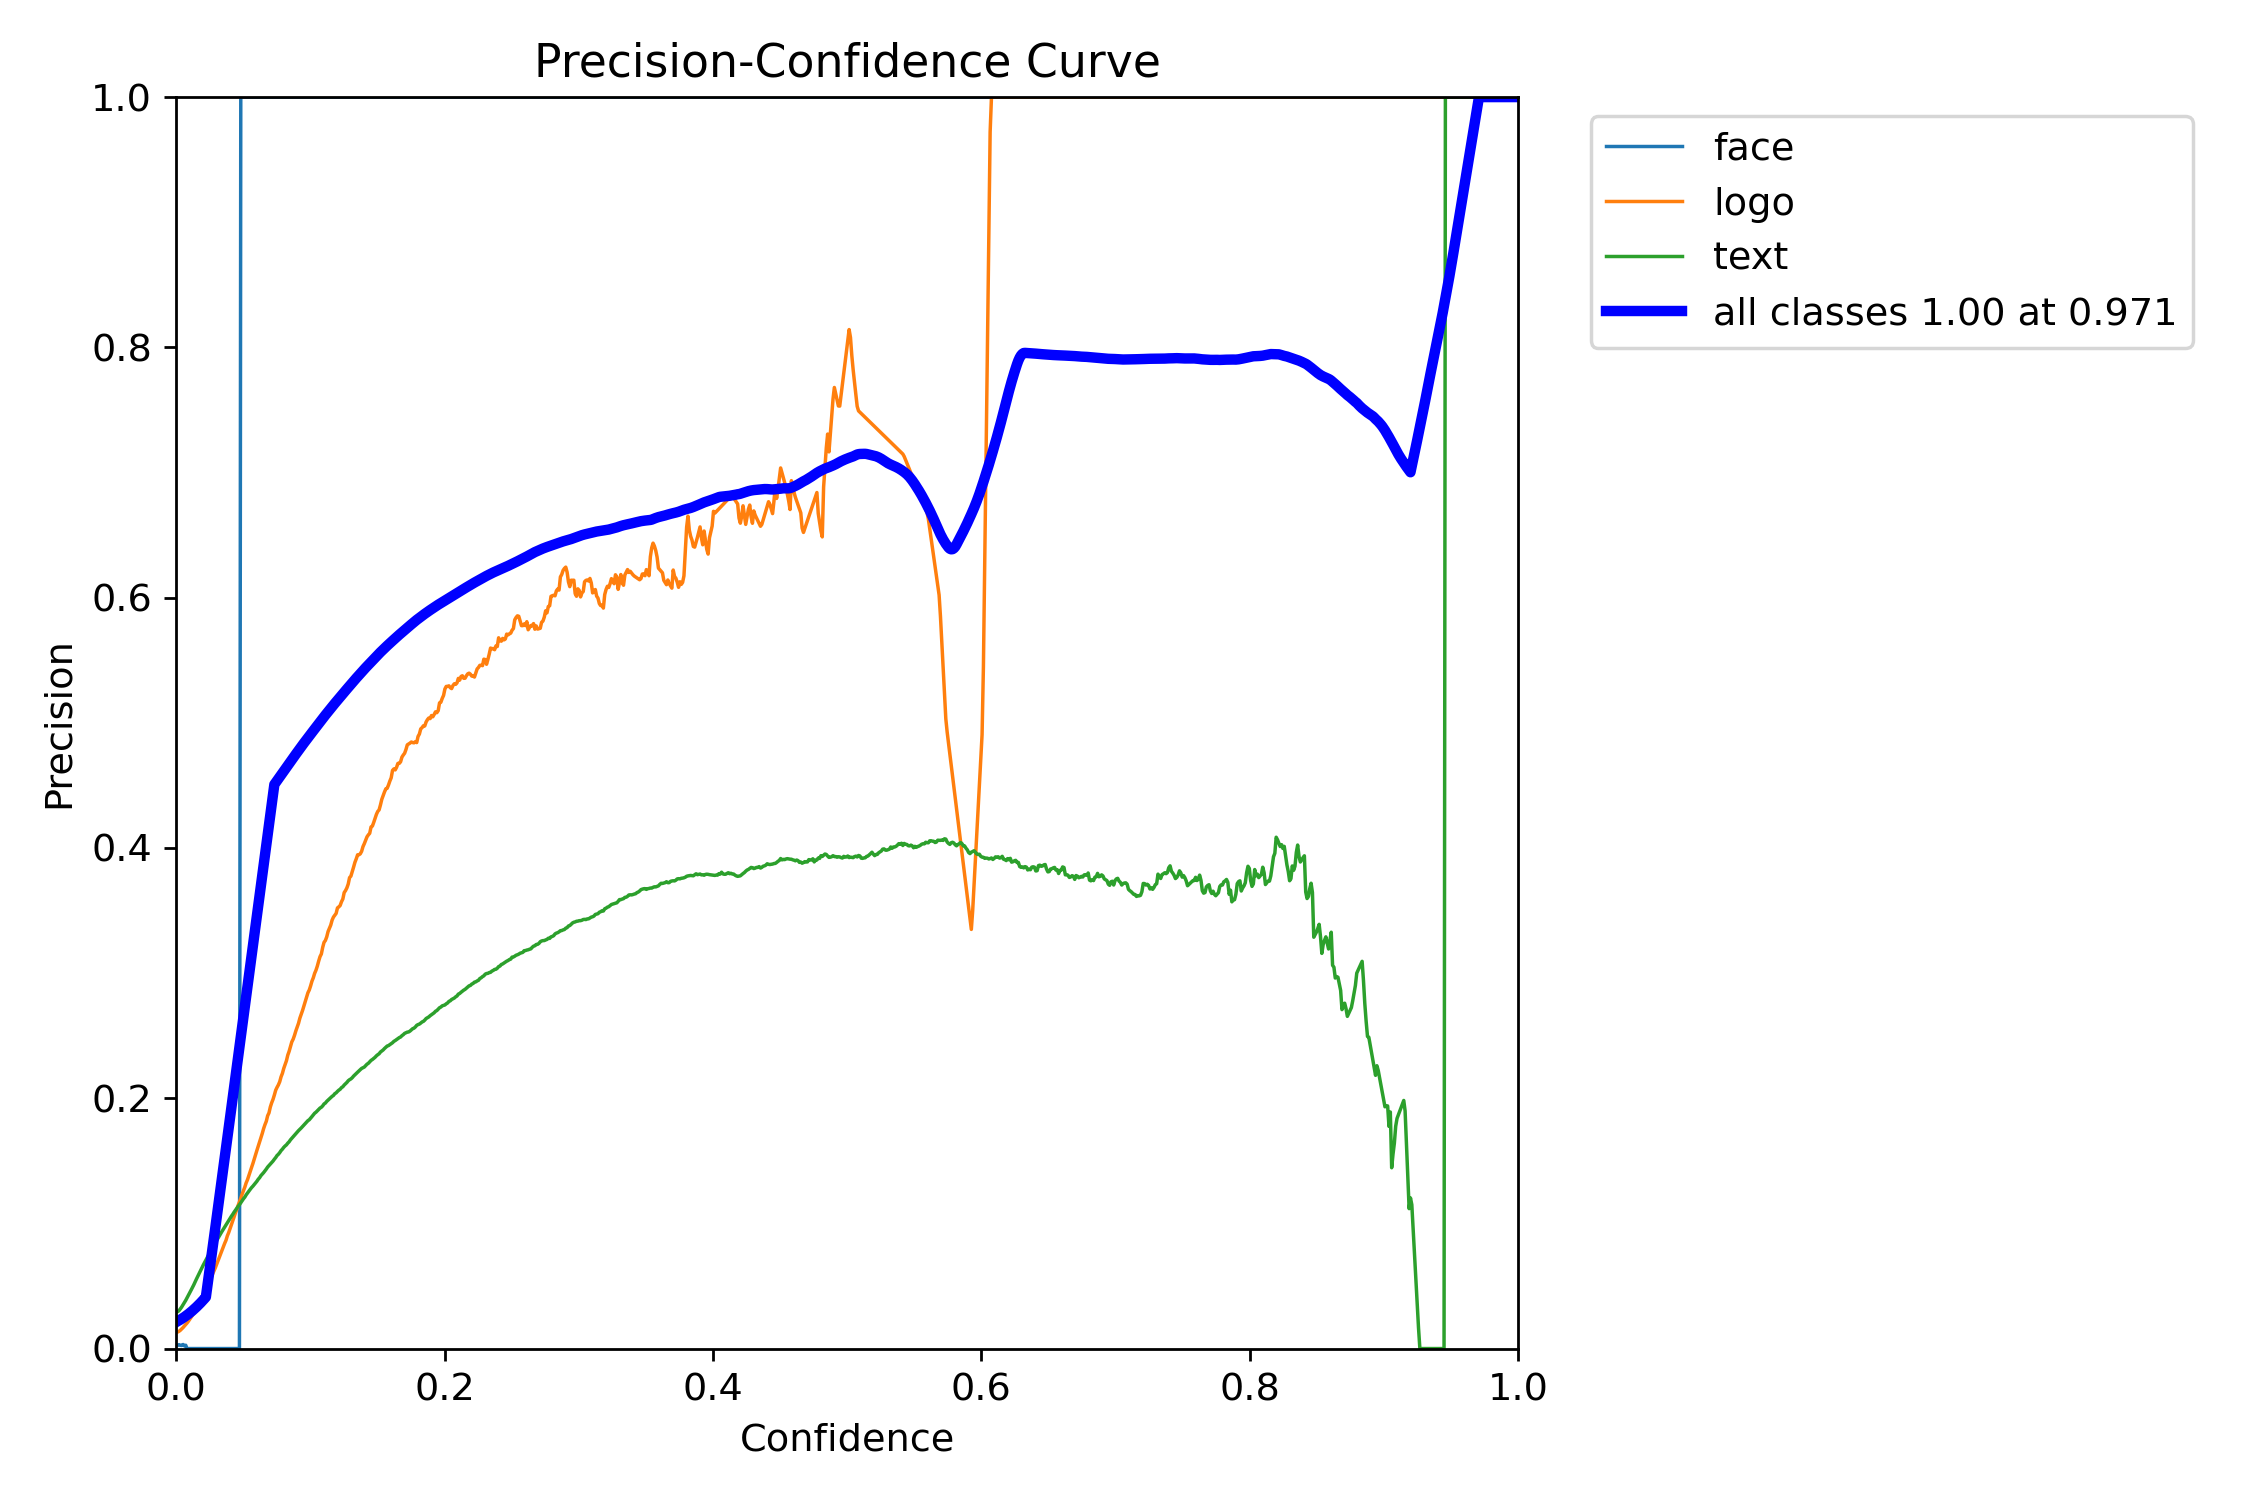 Precision-Confidence Curve
1.0
0.8
0.6
0.4
0.2
0.0
Precision
0.0 0.2 0.4 0.6 0.8 1.0
Confidence
face
logo
text
all classes 1.00 at 0.971